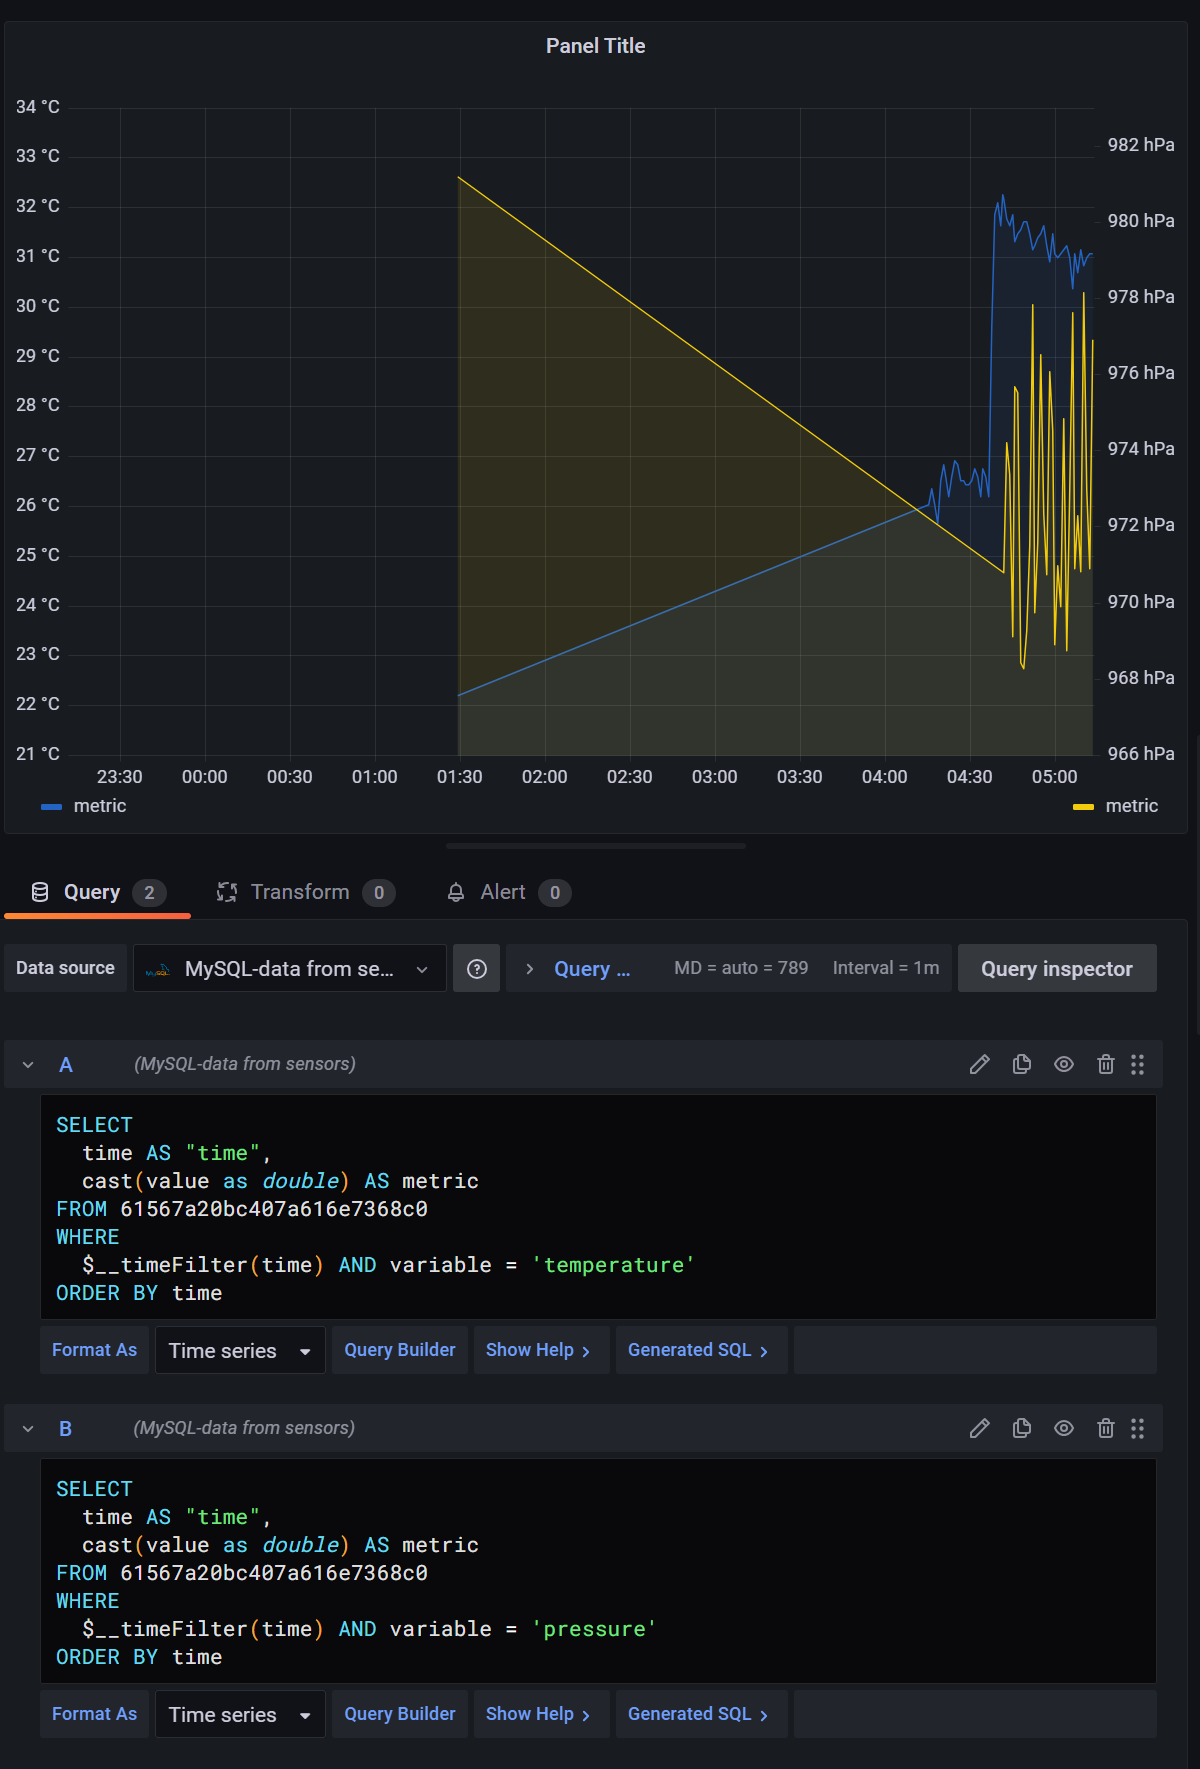 Panel Title
34 °C
33 °C
32 °C
31 °C
30 °C
29 °C
28 °C
27 °C
26 °C
25 °C
24 °C
23 °C
22 °C
21 °C
982 hPa
980 hPa
978 hPa
976 hPa
974 hPa
972 hPa
970 hPa
968 hPa
966 hPa
23:30 00:00 00:30 01:00 01:30 02:00 02:30 03:00 03:30 04:00 04:30 05:00
metric metric
Query 2 Transform 0 Alert 0
Data source MySQL MySQL-data from se... ? Query ... MD = auto = 789 Interval = 1m Query inspector
A (MySQL-data from sensors)
SELECT
time AS "time",
cast(value as double) AS metric
FROM 61567a20bc407a616e7368c0
WHERE
$__timeFilter(time) AND variable = 'temperature'
ORDER BY time
Format As Time series Query Builder Show Help > Generated SQL >
B (MySQL-data from sensors)
SELECT
time AS "time",
cast(value as double) AS metric
FROM 61567a20bc407a616e7368c0
WHERE
$__timeFilter(time) AND variable = 'pressure'
ORDER BY time
Format As Time series Query Builder Show Help > Generated SQL >